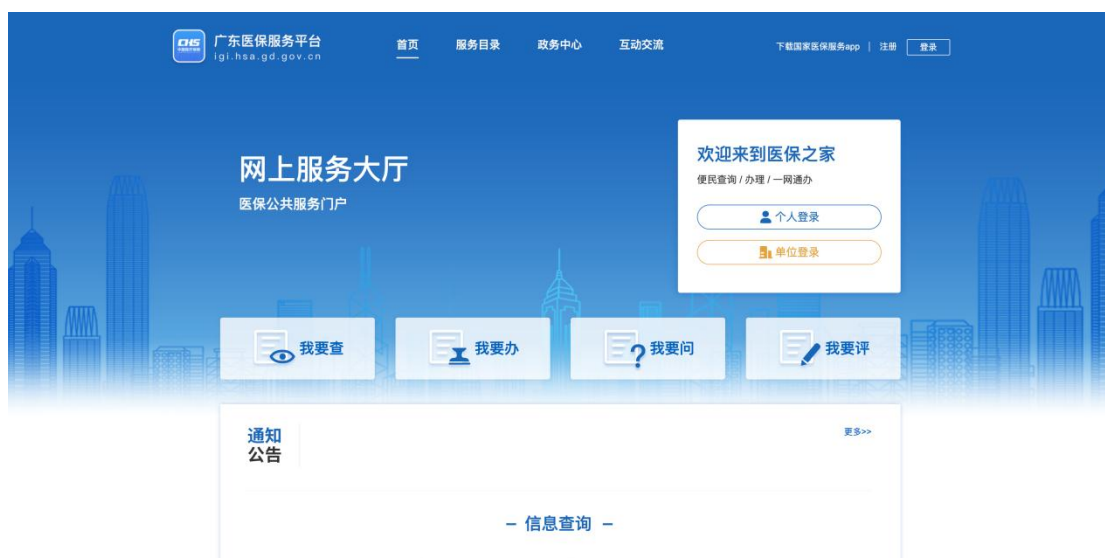 CHS
广东医保服务平台
igi.hsa.gd.gov.cn
首页 服务目录 政务中心 互动交流
下载国家医保服务app | 注册 登录
网上服务大厅
医保公共服务门户
欢迎来到医保之家
便民查询 / 办理 / 一网通办
个人登录
单位登录
我要查 我要办 我要问 我要评
通知
公告
更多>>
– 信息查询 –